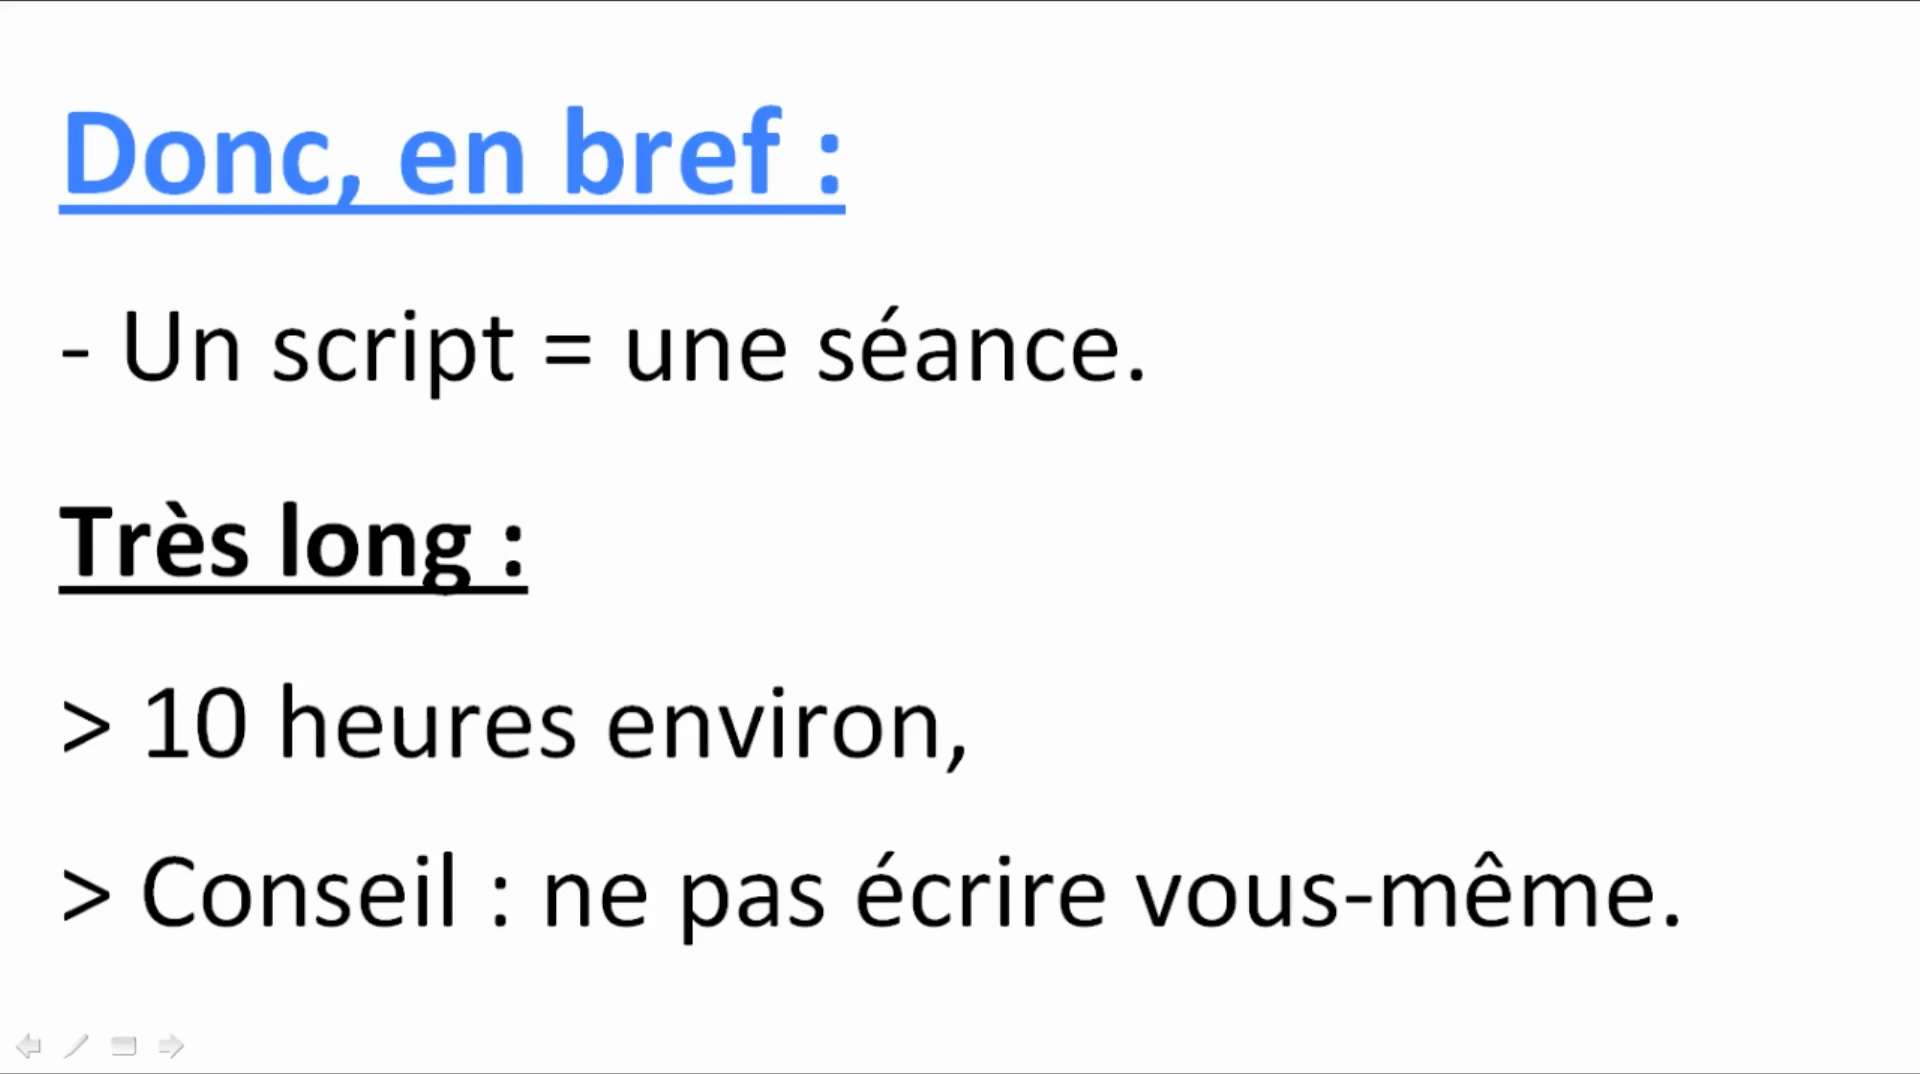 Donc, en bref :
- Un script = une séance.
Très long :
> 10 heures environ,
> Conseil : ne pas écrire vous-même.